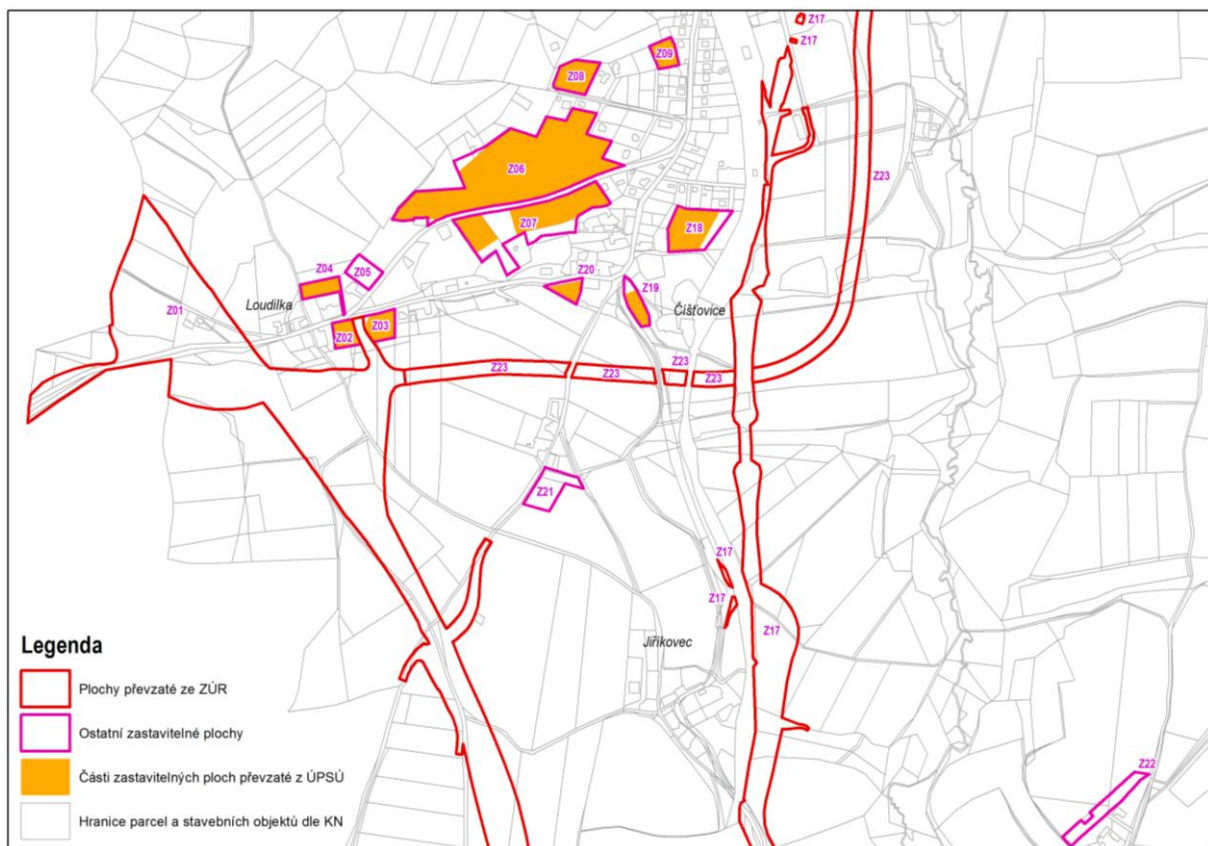 Z17
Z17
Z09
Z08
Z06
Z23
Z07
Z18
Z04
Z05
Z20
Z19
Z01
Loudilka
Čišťovice
Z02
Z03
Z23
Z23
Z23
Z23
Z21
Z17
Z17
Z17
Jiříkovec
Z22
Legenda
Plochy převzaté ze ZÚR
Ostatní zastavitelné plochy
Části zastavitelných ploch převzaté z ÚPSÚ
Hranice parcel a stavebních objektů dle KN